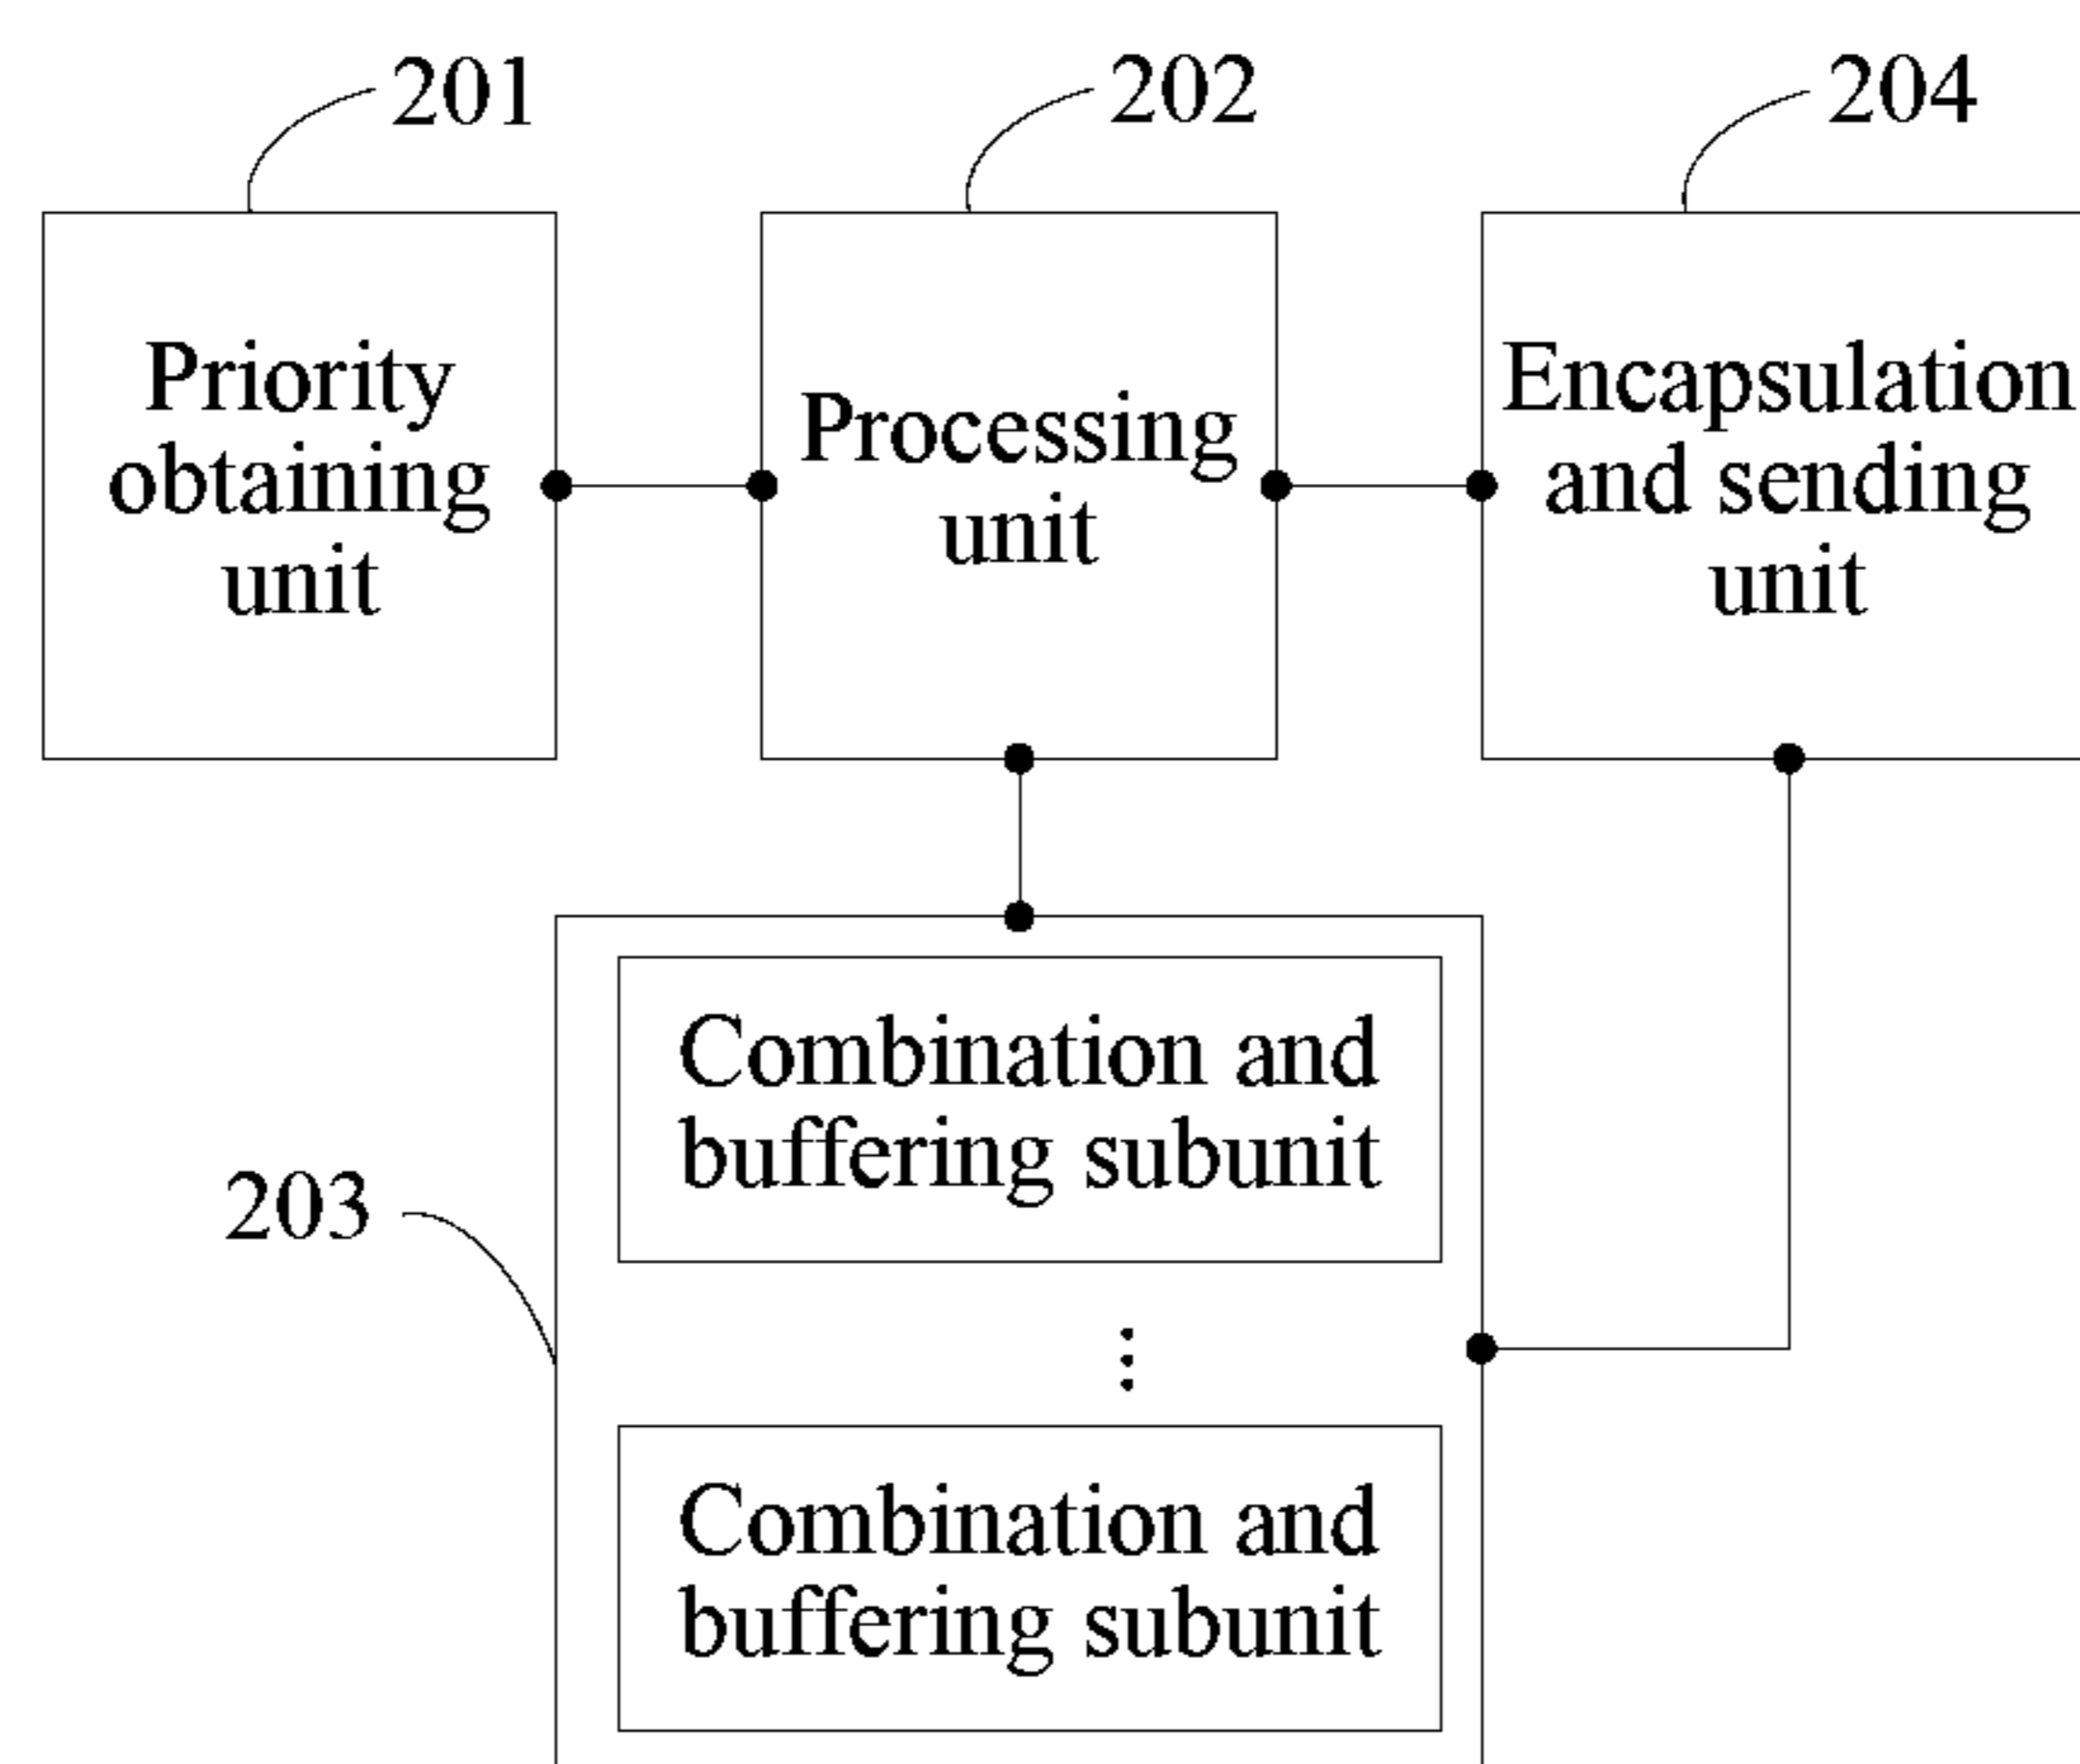 201
202
204
Priority
obtaining
unit
Processing
unit
Encapsulation
and sending
unit
Combination and
buffering subunit
203
Combination and
buffering subunit